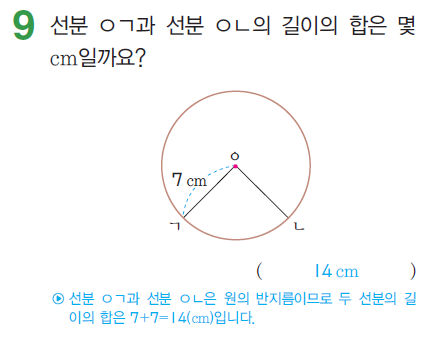 9 선분 ㅇㄱ과 선분 ㅇㄴ의 길이의 합은 몇
cm일까요?
ㅇ
7 cm
ㄱ ㄴ
( 14 cm )
▶ 선분 ㅇㄱ과 선분 ㅇㄴ은 원의 반지름이므로 두 선분의 길
이의 합은 7+7=14(cm)입니다.